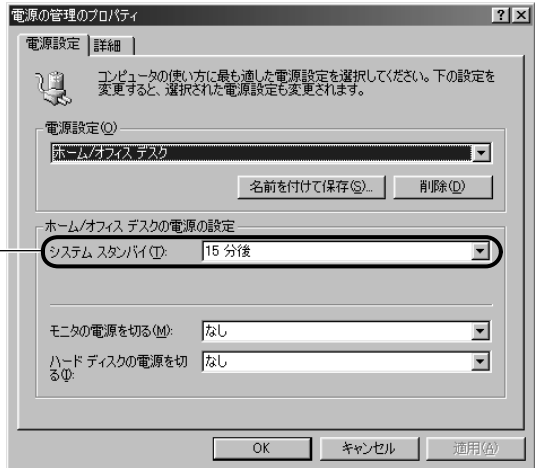 電源の管理のプロパティ
電源設定 詳細
コンピュータの使い方に最も適した電源設定を選択してください。下の設定を
変更すると、選択された電源設定も変更されます。
電源設定(O)
ホーム/オフィス デスク
名前を付けて保存(S)... 削除(D)
ホーム/オフィス デスクの電源の設定
システム スタンバイ(T): 15 分後
モニタの電源を切る(M): なし
ハード ディスクの電源を切 なし
る(I):
OK キャンセル 適用(A)